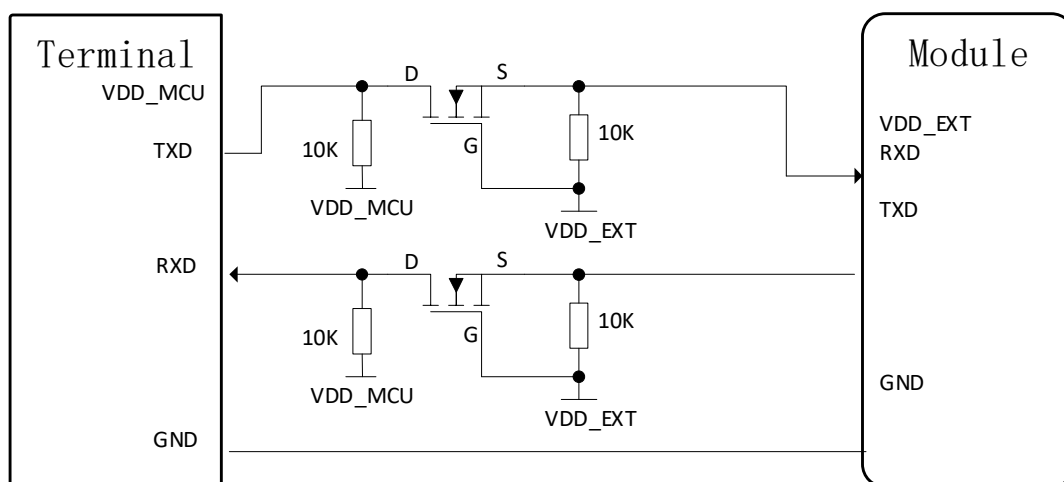 Terminal
Module
D
S
VDD_MCU
VDD_EXT
TXD
10K
G
10K
RXD
VDD_MCU
VDD_EXT
TXD
RXD
D
S
10K
G
10K
VDD_MCU
VDD_EXT
GND
GND